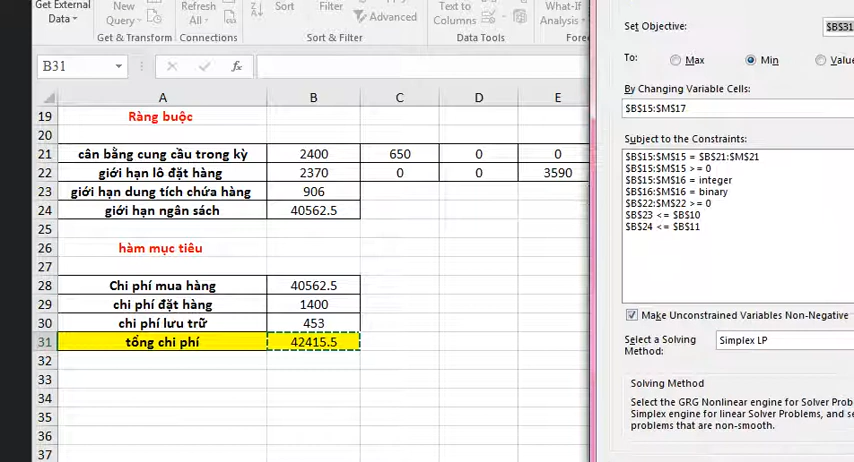 Get External
Data
New
Query
Refresh
All
Sort
Filter
Advanced
Text to
Columns
What-If
Analysis
Get & Transform
Connections
Sort & Filter
Data Tools
Fore
B31
fx
A B C D E
19 Ràng buộc
20
21 cân bằng cung cầu trong kỳ 2400 650 0 0
22 giới hạn lô đặt hàng 2370 0 0 3590
23 giới hạn dung tích chứa hàng 906
24 giới hạn ngân sách 40562.5
25
26 hàm mục tiêu
27
28 Chi phí mua hàng 40562.5
29 chi phí đặt hàng 1400
30 chi phí lưu trữ 453
31 tổng chi phí 42415.5
32
33
34
35
36
37
Set Objective: $B$31
To: Max Min Value
By Changing Variable Cells:
$B$15:$M$17
Subject to the Constraints:
$B$15:$M$15 = $B$21:$M$21
$B$15:$M$15 >= 0
$B$15:$M$16 = integer
$B$16:$M$16 = binary
$B$22:$M$22 >= 0
$B$23 <= $B$10
$B$24 <= $B$11
Make Unconstrained Variables Non-Negative
Select a Solving
Method:
Simplex LP
Solving Method
Select the GRG Nonlinear engine for Solver Prob
Simplex engine for linear Solver Problems, and se
problems that are non-smooth.